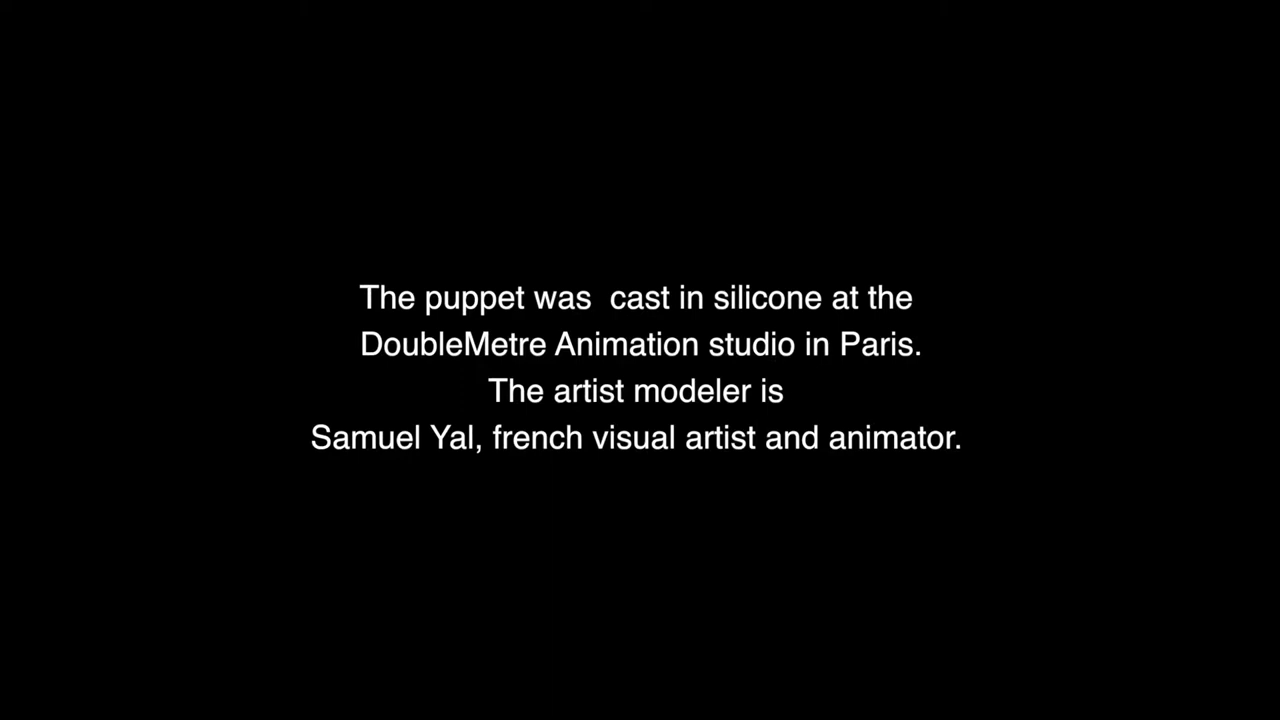 The puppet was  cast in silicone at the
DoubleMetre Animation studio in Paris.
The artist modeler is
Samuel Yal, french visual artist and animator.